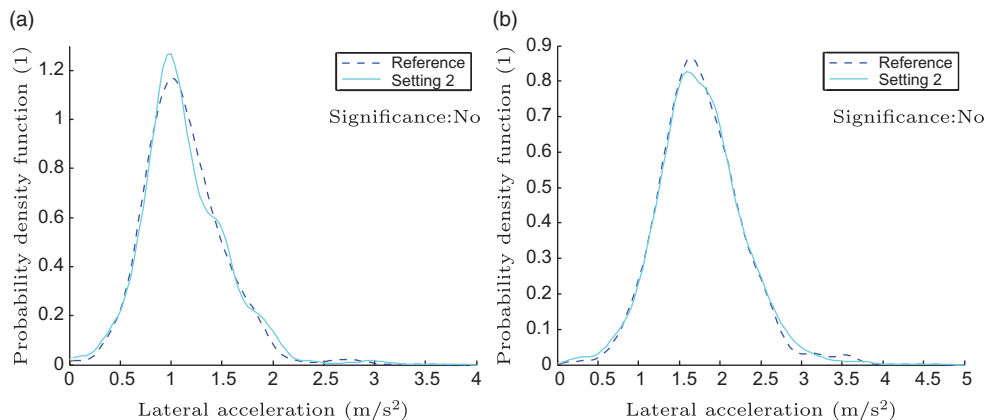 (a)
Probability density function (1)
1.2
1
0.8
0.6
0.4
0.2
0
0 0.5 1 1.5 2 2.5 3 3.5 4
Lateral acceleration (m/s²)
Reference
Setting 2
Significance:No
(b)
Probability density function (1)
0.9
0.8
0.7
0.6
0.5
0.4
0.3
0.2
0.1
0
0 0.5 1 1.5 2 2.5 3 3.5 4 4.5 5
Lateral acceleration (m/s²)
Reference
Setting 2
Significance:No